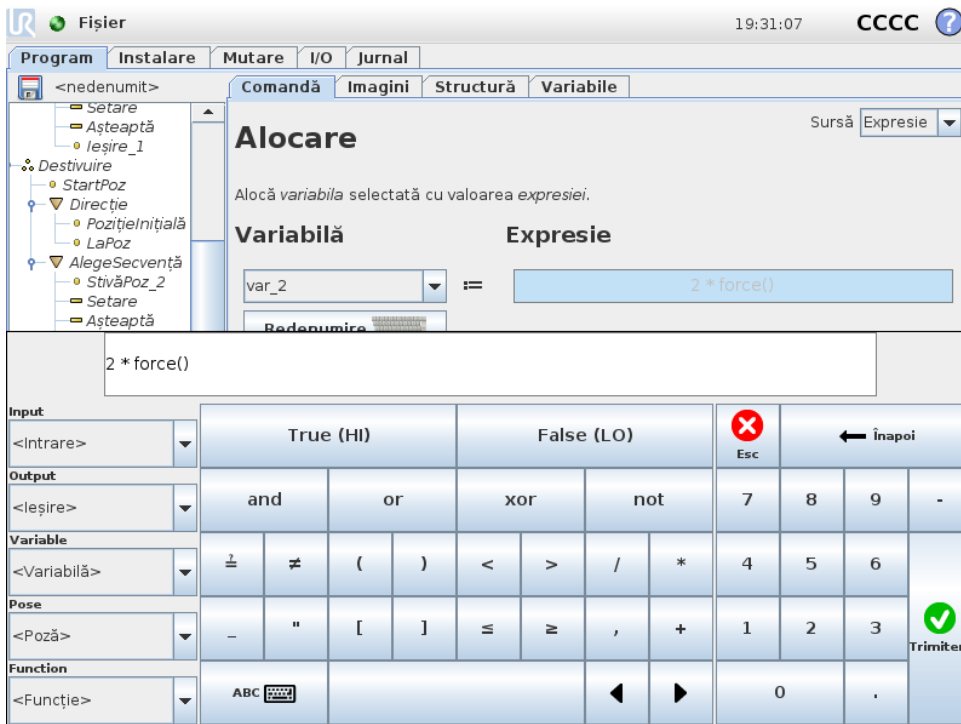 UR Fișier 19:31:07 CCCC ?
Program Instalare Mutare I/O Jurnal
<nedenumit> Comandă Imagini Structură Variabile
Setare
Așteaptă
Ieșire_1
Destivuire
StartPoz
Direcție
PozițieInițială
LaPoz
AlegeSecvență
StivăPoz_2
Setare
Așteaptă
Alocare
Sursă Expresie
Alocă variabila selectată cu valoarea expresiei.
Variabilă Expresie
var_2 := 2 * force()
Redenumire
2 * force()
Input
<Intrare> True (HI) False (LO) Esc Înapoi
Output
<Ieșire> and or xor not 7 8 9 -
Variable
<Variabilă> ≟ ≠ ( ) < > / * 4 5 6
Pose
<Poză> _ " [ ] ≤ ≥ , + 1 2 3
Function
<Funcție> ABC 0 .